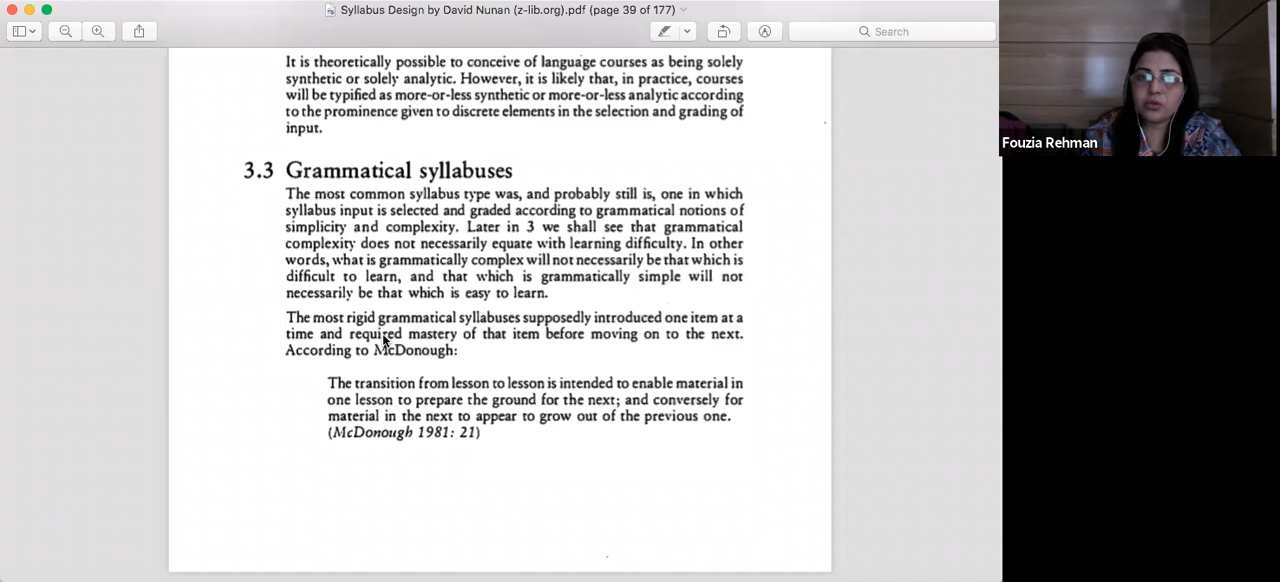 Syllabus Design by David Nunan (z-lib.org).pdf (page 39 of 177)
Search
It is theoretically possible to conceive of language courses as being solely
synthetic or solely analytic. However, it is likely that, in practice, courses
will be typified as more-or-less synthetic or more-or-less analytic according
to the prominence given to discrete elements in the selection and grading of
input.
3.3 Grammatical syllabuses
The most common syllabus type was, and probably still is, one in which
syllabus input is selected and graded according to grammatical notions of
simplicity and complexity. Later in 3 we shall see that grammatical
complexity does not necessarily equate with learning difficulty. In other
words, what is grammatically complex will not necessarily be that which is
difficult to learn, and that which is grammatically simple will not
necessarily be that which is easy to learn.
The most rigid grammatical syllabuses supposedly introduced one item at a
time and required mastery of that item before moving on to the next.
According to McDonough:
The transition from lesson to lesson is intended to enable material in
one lesson to prepare the ground for the next; and conversely for
material in the next to appear to grow out of the previous one.
(McDonough 1981: 21)
Fouzia Rehman